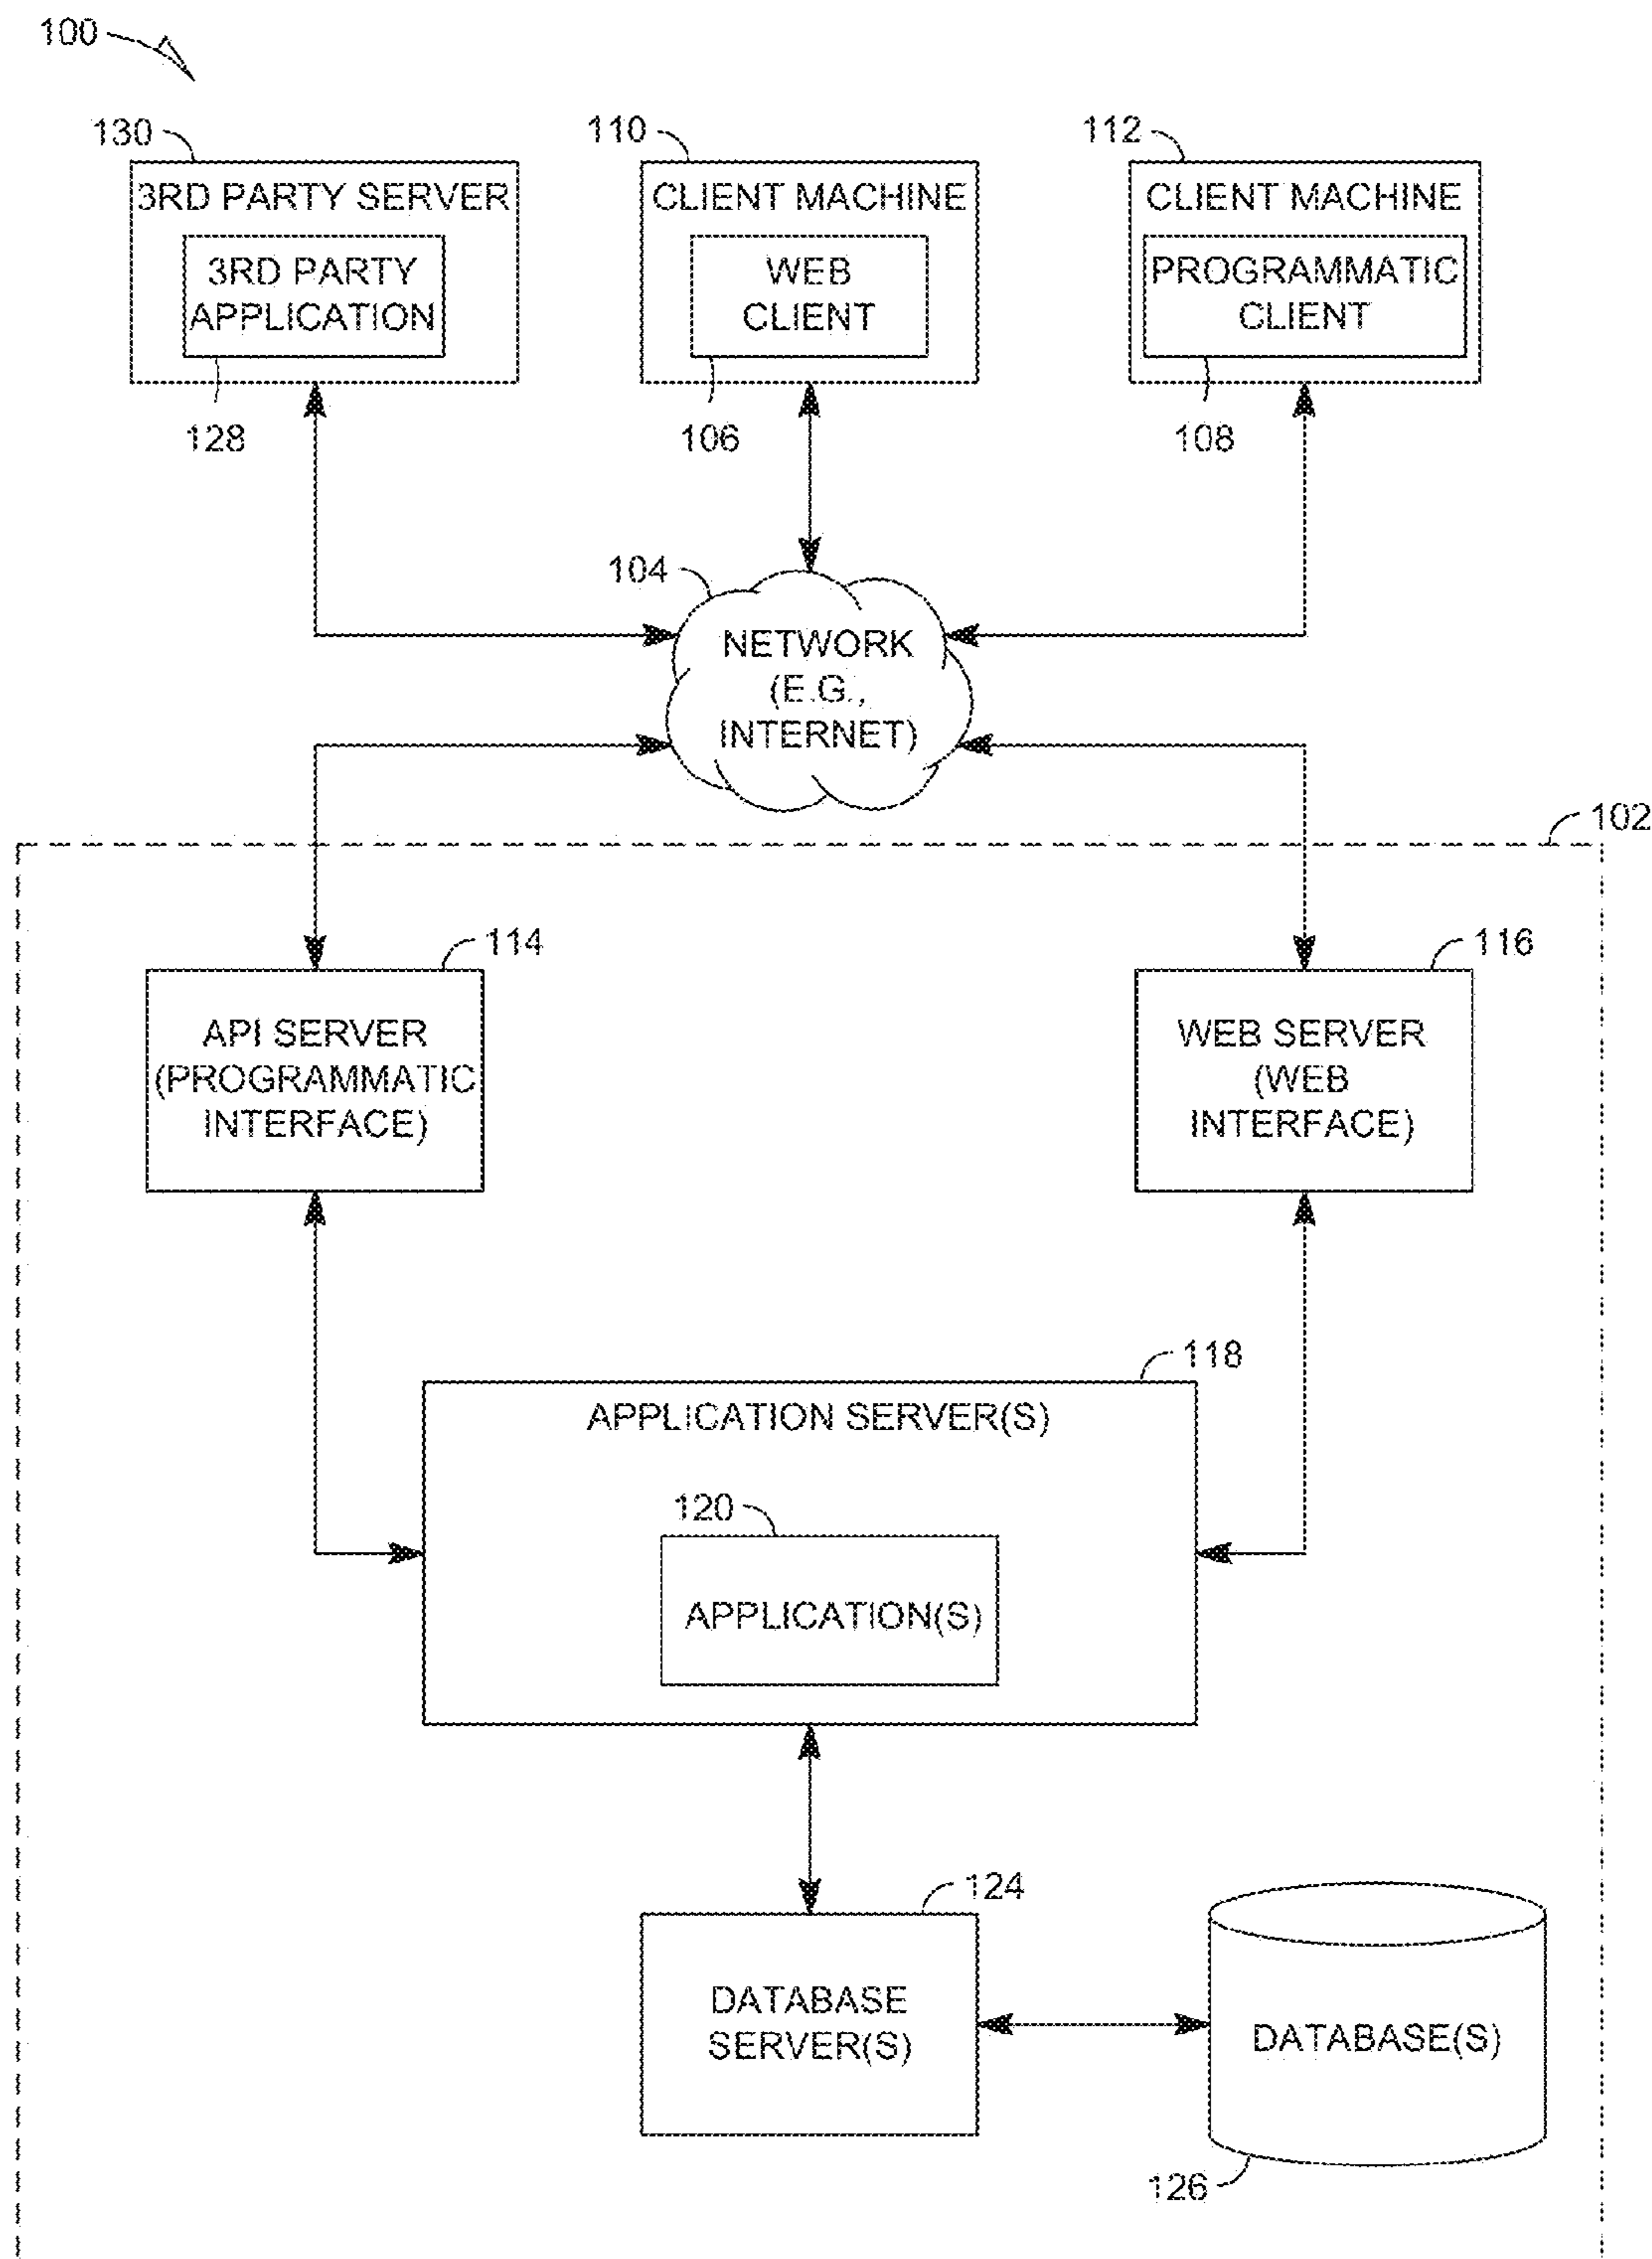 100
130
110
112
3RD PARTY SERVER
CLIENT MACHINE
CLIENT MACHINE
3RD PARTY
APPLICATION
WEB
CLIENT
PROGRAMMATIC
CLIENT
128
106
108
104
NETWORK
(E.G.,
INTERNET)
102
114
116
API SERVER
(PROGRAMMATIC
INTERFACE)
WEB SERVER
(WEB
INTERFACE)
118
APPLICATION SERVER(S)
120
APPLICATION(S)
124
DATABASE
SERVER(S)
DATABASE(S)
126